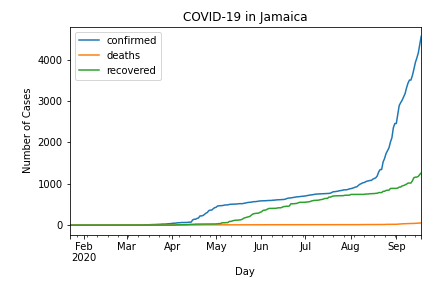 COVID-19 in Jamaica
confirmed
deaths
recovered
Number of Cases
4000
3000
2000
1000
0
Feb Mar Apr May Jun Jul Aug Sep
2020
Day